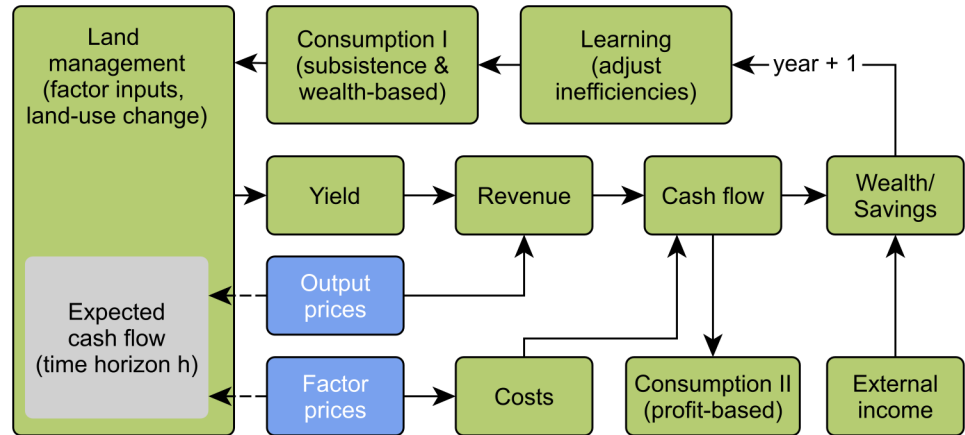 Land
management
(factor inputs,
land-use change)
Consumption I
(subsistence &
wealth-based)
Learning
(adjust
inefficiencies)
year + 1
Yield
Revenue
Cash flow
Wealth/
Savings
Expected
cash flow
(time horizon h)
Output
prices
Factor
prices
Costs
Consumption II
(profit-based)
External
income